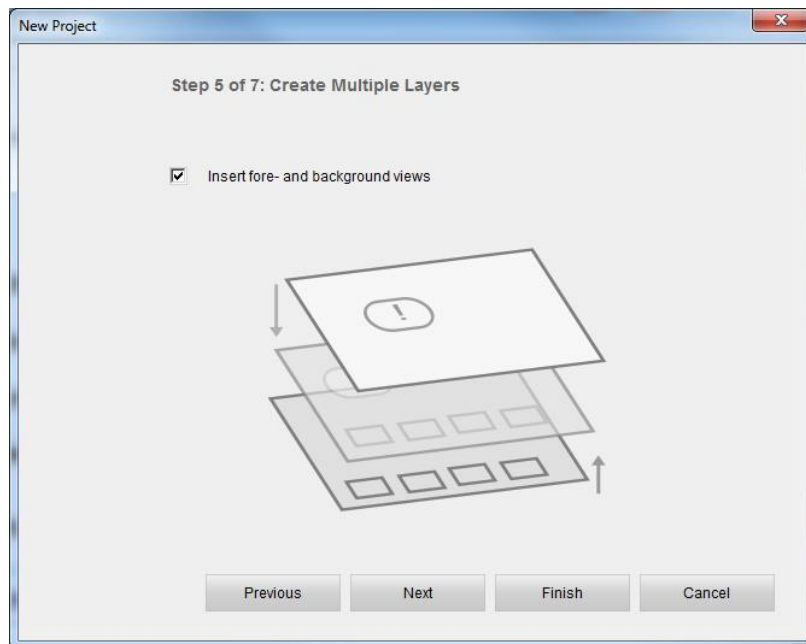 New Project
Step 5 of 7: Create Multiple Layers
Insert fore- and background views
!
Previous Next Finish Cancel